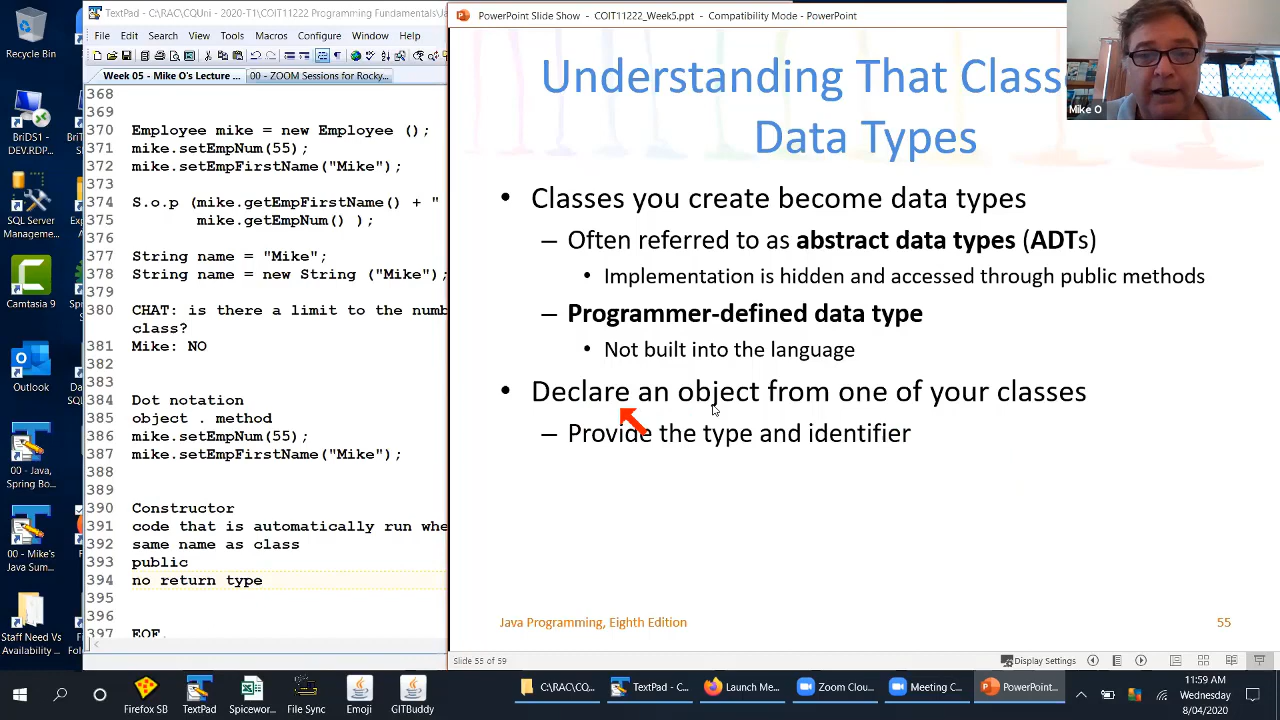 Recycle Bin
BriDS1 - DEV.RDP...
SQL Server Manageme...
Camtasia 9
Outlook
00 - Java, Spring Bo...
00 - Mike's Java Sum...
Staff Need Vs Availability ...
TextPad - C:\RAC\CQUni - 2020-T1\COIT11222 Programming Fundamentals\Ja
File Edit Search View Tools Macros Configure Window
Week 05 - Mike O's Lecture ...
00 - ZOOM Sessions for Ro
368
369
370 Employee mike = new Employee ();
371 mike.setEmpNum(55);
372 mike.setEmpFirstName("Mike");
373
374 S.o.p (mike.getEmpFirstName() + "
375 mike.getEmpNum() );
376
377 String name = "Mike";
378 String name = new String ("Mike");
379
380 CHAT: is there a limit to the numb
class?
381 Mike: NO
382
383
384 Dot notation
385 object . method
386 mike.setEmpNum(55);
387 mike.setEmpFirstName("Mike");
388
389
390 Constructor
391 code that is automatically run whe
392 same name as class
393 public
394 no return type
395
396
397 EOF.
PowerPoint Slide Show - COIT11222_Week5.ppt - Compatibility Mode - PowerPoint
Understanding That Class
Data Types
• Classes you create become data types
– Often referred to as abstract data types (ADTs)
• Implementation is hidden and accessed through public methods
– Programmer-defined data type
• Not built into the language
• Declare an object from one of your classes
– Provide the type and identifier
Java Programming, Eighth Edition
55
Mike O
Slide 55 of 59
Display Settings
Firefox SB
TextPad
Spicewor...
File Sync
Emoji
GITBuddy
C:\RAC\CQ...
TextPad - C...
Launch Me...
Zoom Clou...
Meeting C...
PowerPoint...
11:59 AM
Wednesday
8/04/2020